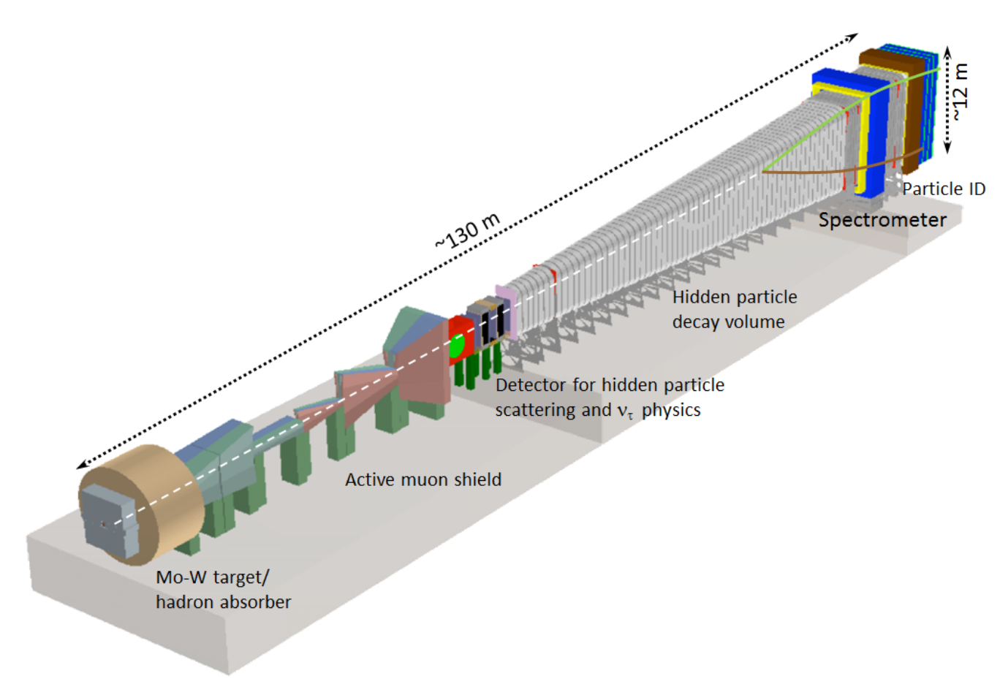 ~12 m
~130 m
Particle ID
Spectrometer
Hidden particle
decay volume
Detector for hidden particle
scattering and ντ physics
Active muon shield
Mo-W target/
hadron absorber